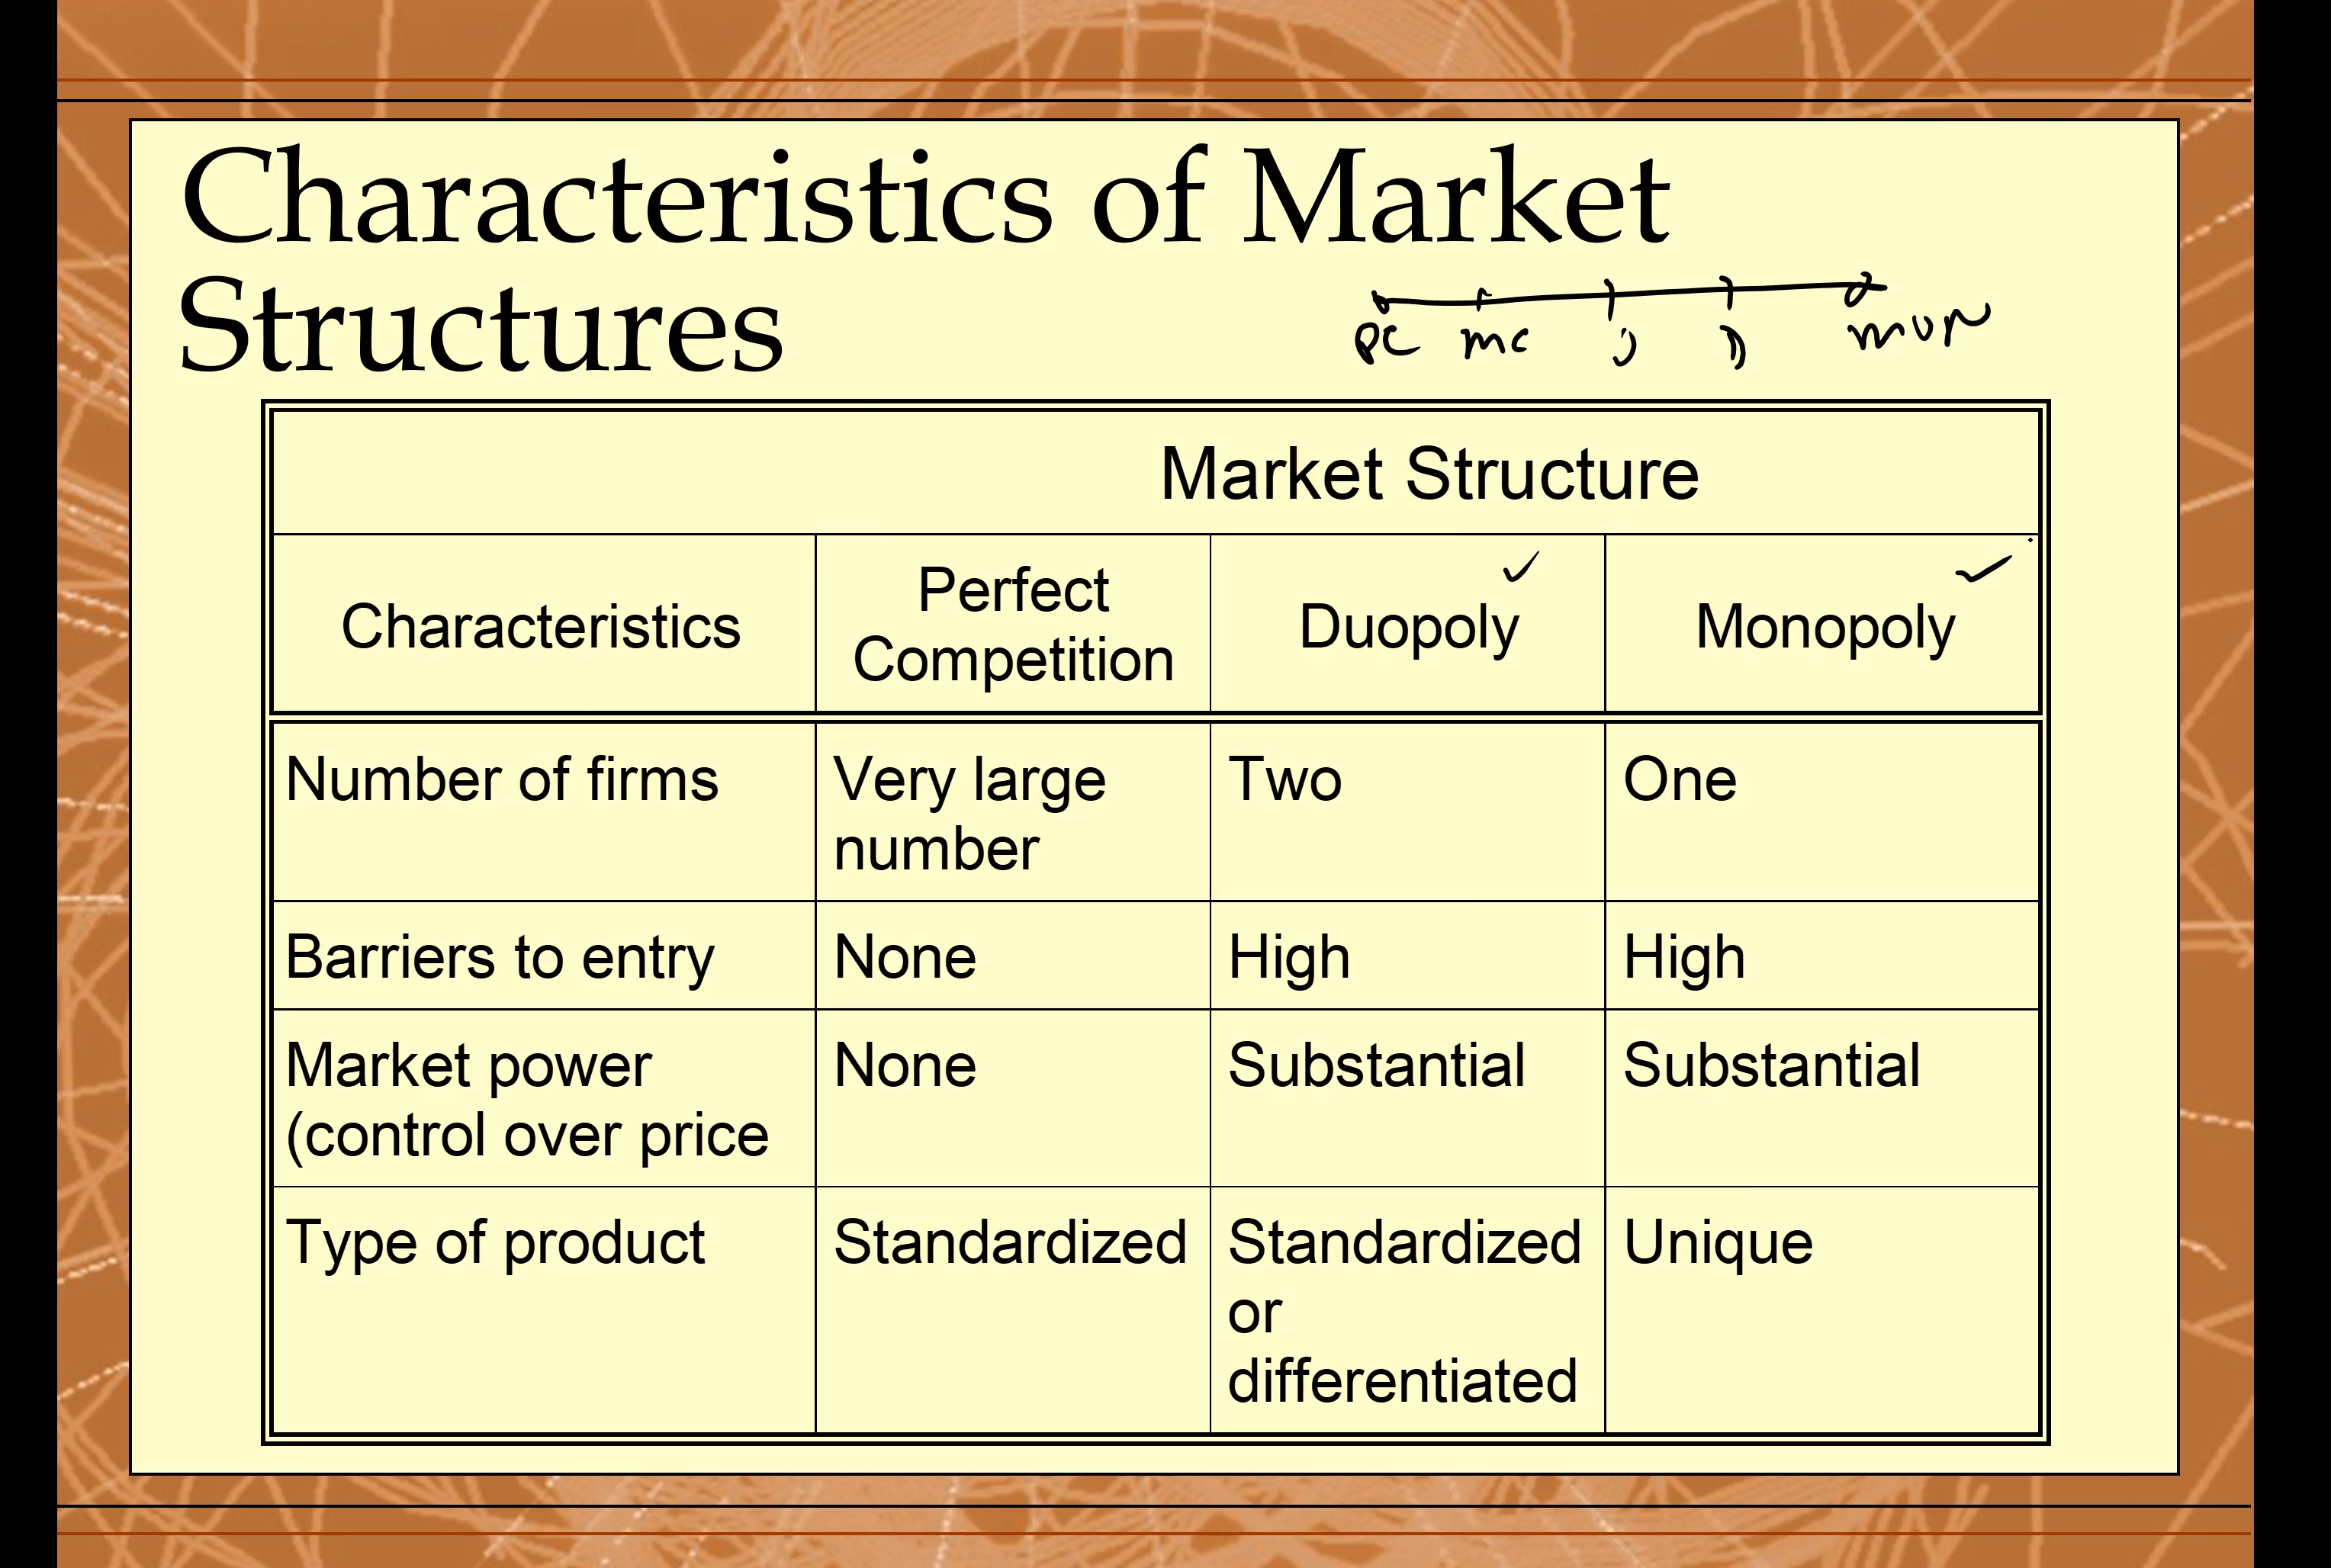 Characteristics of Market
Structures
PC mc D mon
Market Structure
Characteristics
Perfect
Competition
Duopoly
Monopoly
Number of firms
Very large
number
Two
One
Barriers to entry
None
High
High
Market power
(control over price
None
Substantial
Substantial
Type of product
Standardized
Standardized
or
differentiated
Unique